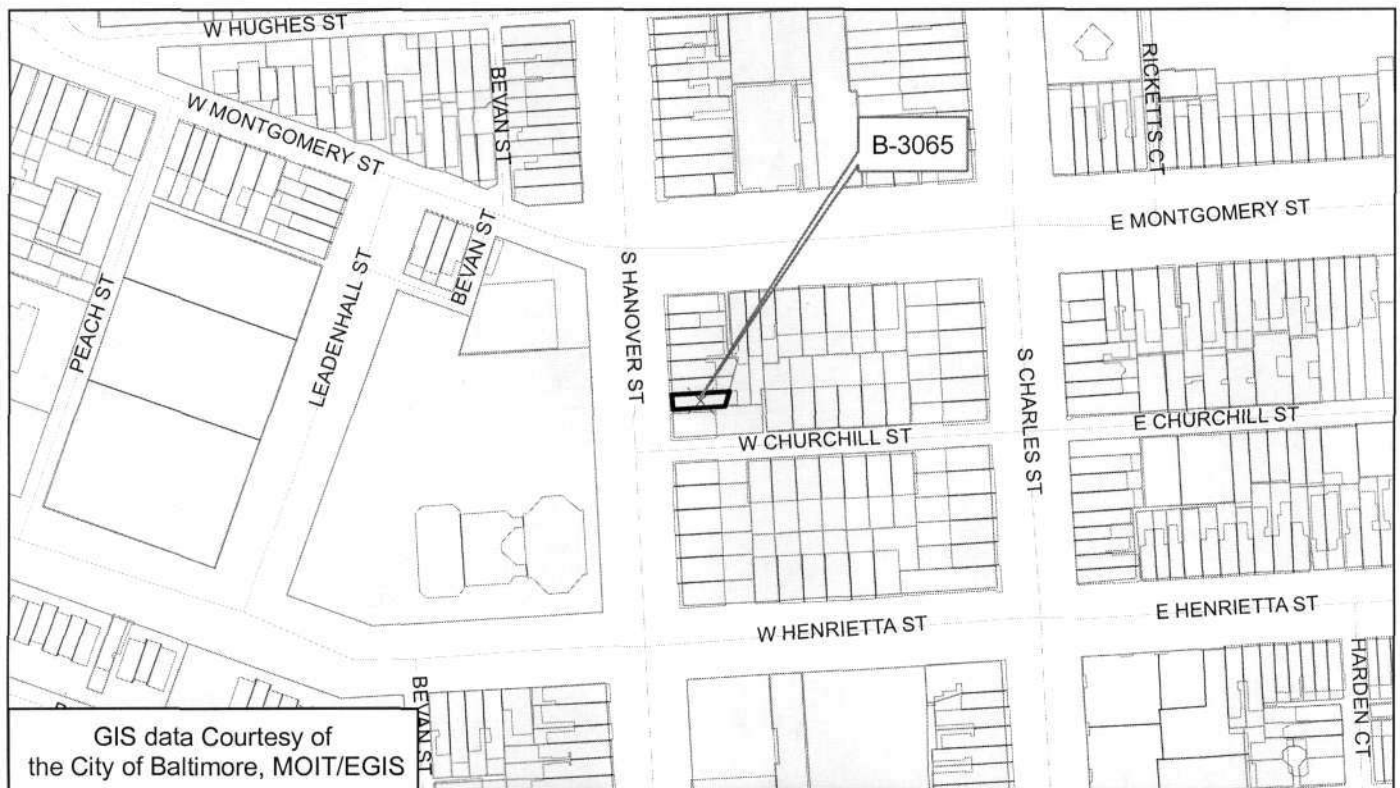 W HUGHES ST
BEVAN ST
RICKETTS CT
W MONTGOMERY ST
B-3065
E MONTGOMERY ST
BEVAN ST
PEACH ST
LEADENHALL ST
S HANOVER ST
S CHARLES ST
W CHURCHILL ST
E CHURCHILL ST
W HENRIETTA ST
E HENRIETTA ST
HARDEN CT
BEVAN ST
GIS data Courtesy of
the City of Baltimore, MOIT/EGIS